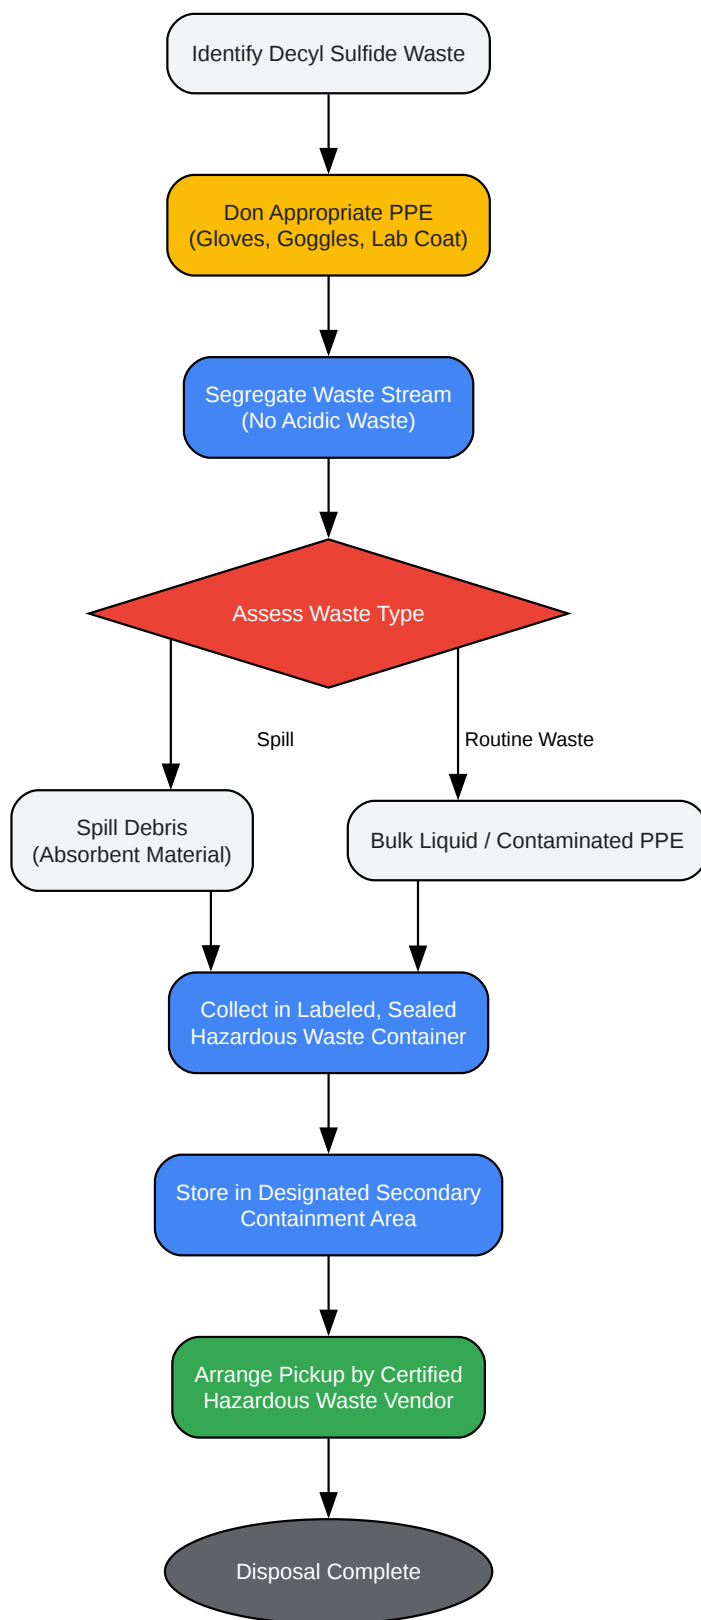 Identify Decyl Sulfide Waste
Don Appropriate PPE
(Gloves, Goggles, Lab Coat)
Segregate Waste Stream
(No Acidic Waste)
Assess Waste Type
Spill
Routine Waste
Spill Debris
(Absorbent Material)
Bulk Liquid / Contaminated PPE
Collect in Labeled, Sealed
Hazardous Waste Container
Store in Designated Secondary
Containment Area
Arrange Pickup by Certified
Hazardous Waste Vendor
Disposal Complete